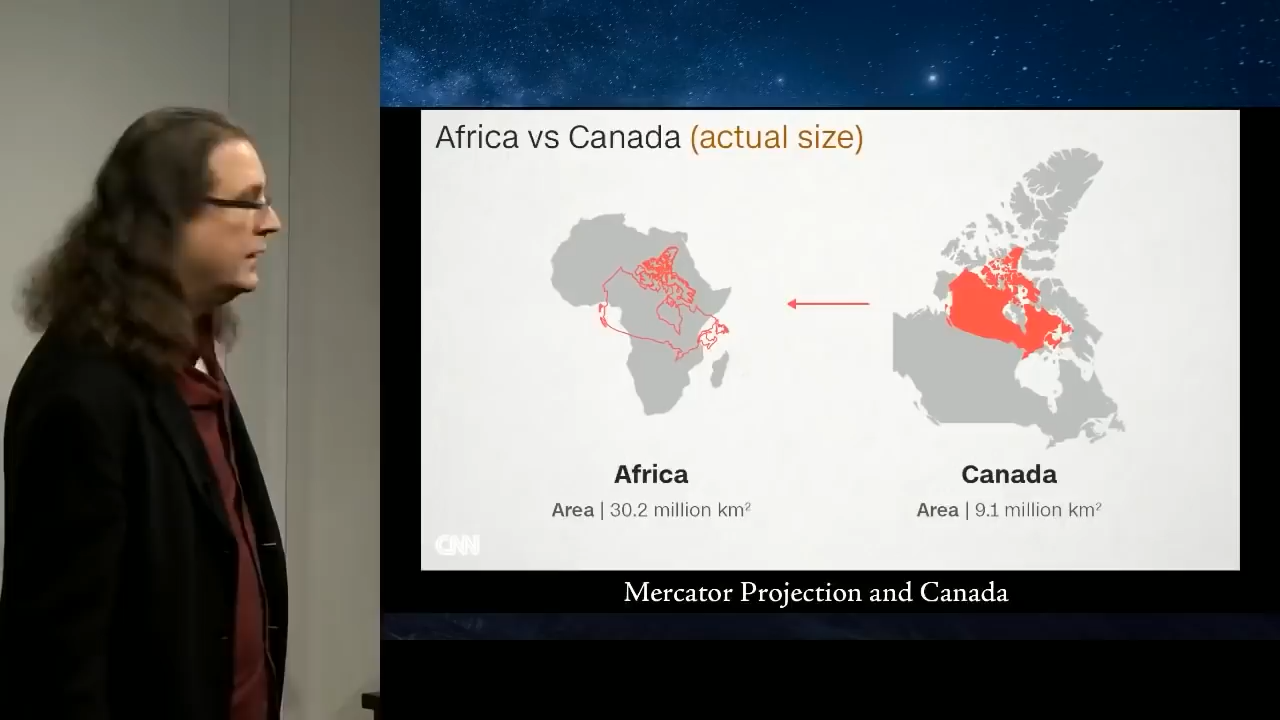 Africa vs Canada (actual size)
Africa
Area | 30.2 million km²
Canada
Area | 9.1 million km²
CNN
Mercator Projection and Canada